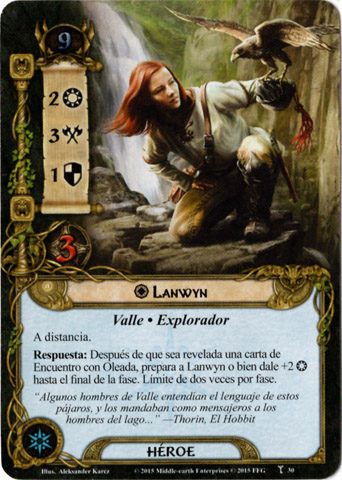 9
2
3
1
3
Lanwyn
Valle • Explorador
A distancia.
Respuesta: Después de que sea revelada una carta de
Encuentro con Oleada, prepara a Lanwyn o bien dale +2
hasta el final de la fase. Límite de dos veces por fase.
“Algunos hombres de Valle entendían el lenguaje de estos
pájaros, y los mandaban como mensajeros a los
hombres del lago...” —Thorin, El Hobbit
HÉROE
Illus. Aleksander Karcz © 2015 Middle-earth Enterprises © 2015 FFG 30